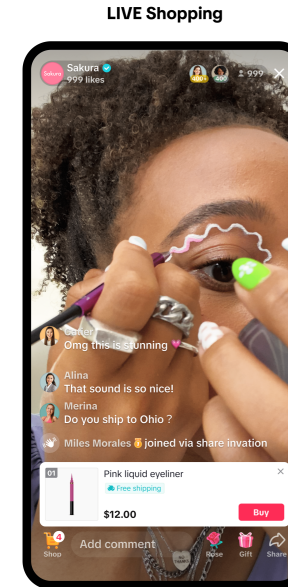 LIVE Shopping
Sakura
Sakura
999 likes
400+
400
999
Omg this is stunning
Alina
That sound is so nice!
Merina
Do you ship to Ohio ?
Miles Morales joined via share invation
01
Pink liquid eyeliner
Free shipping
$12.00
Buy
4
Shop
Add comment
Rose
Gift
Share